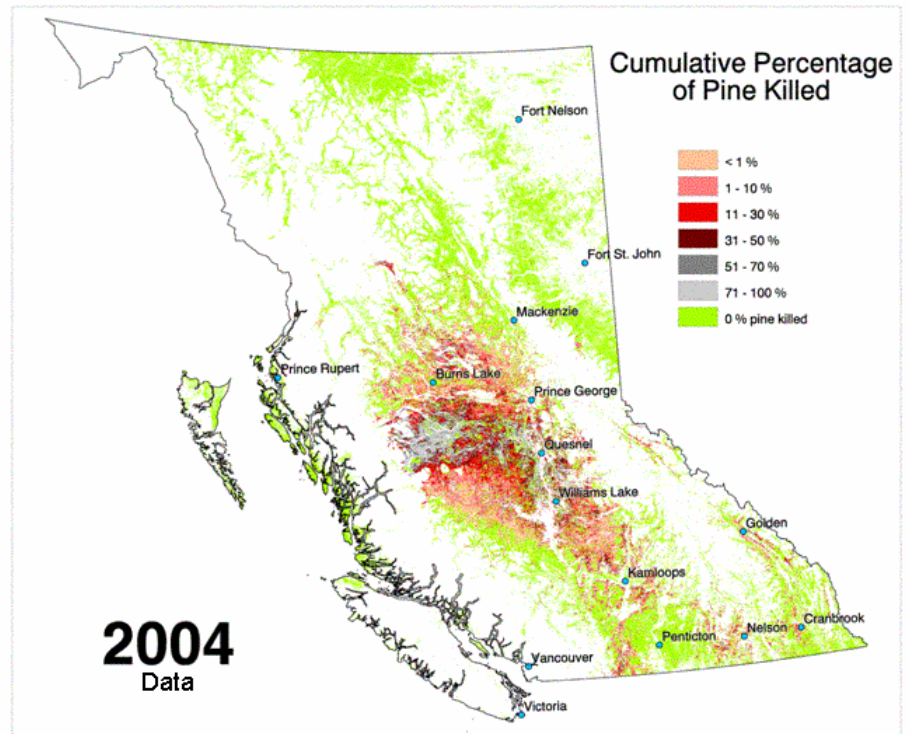 Cumulative Percentage
of Pine Killed
< 1 %
1 - 10 %
11 - 30 %
31 - 50 %
51 - 70 %
71 - 100 %
0 % pine killed
Fort Nelson
Fort St. John
Mackenzie
Prince Rupert
Burns Lake
Prince George
Quesnel
Williams Lake
Golden
Kamloops
Cranbrook
Nelson
Penticton
Vancouver
Victoria
2004
Data